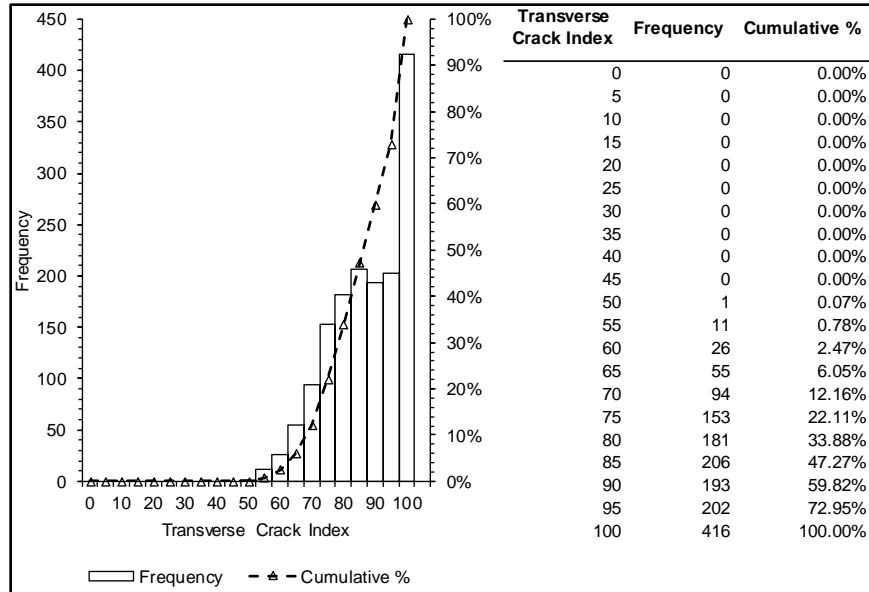 450
400
350
300
250
200
150
100
50
0
Frequency
100%
90%
80%
70%
60%
50%
40%
30%
20%
10%
0%
0 10 20 30 40 50 60 70 80 90 100
Transverse Crack Index
Frequency Cumulative %
Transverse Crack Index Frequency Cumulative %
0 0 0.00%
5 0 0.00%
10 0 0.00%
15 0 0.00%
20 0 0.00%
25 0 0.00%
30 0 0.00%
35 0 0.00%
40 0 0.00%
45 0 0.00%
50 1 0.07%
55 11 0.78%
60 26 2.47%
65 55 6.05%
70 94 12.16%
75 153 22.11%
80 181 33.88%
85 206 47.27%
90 193 59.82%
95 202 72.95%
100 416 100.00%